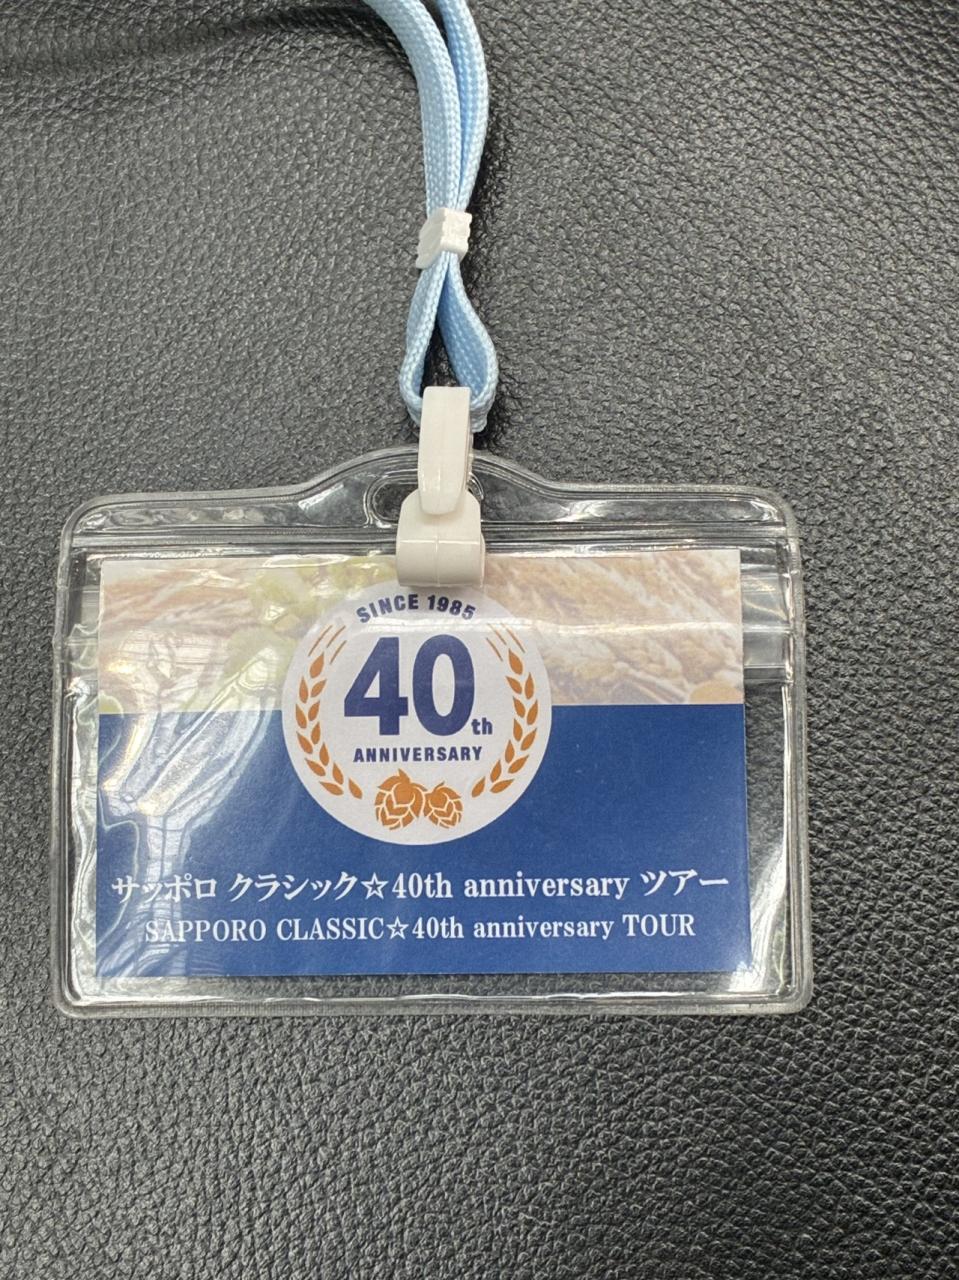 SINCE 1985
40th
ANNIVERSARY
サッポロ クラシック☆40th anniversary ツアー
SAPPORO CLASSIC☆40th anniversary TOUR